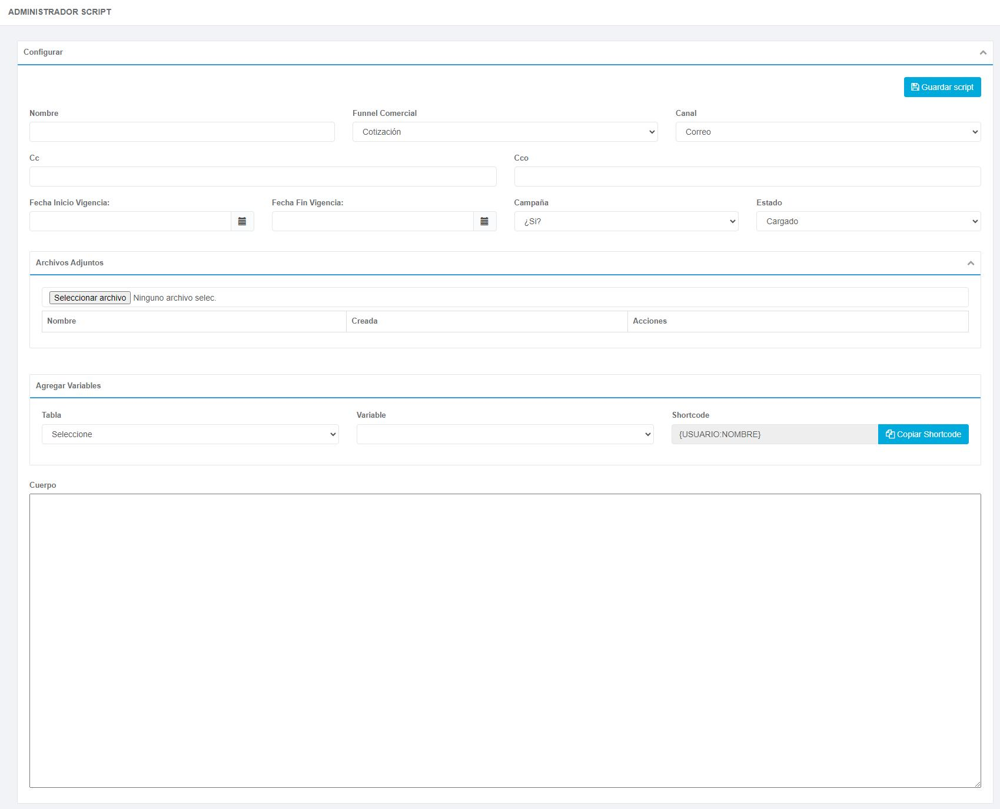 ADMINISTRADOR SCRIPT
Configurar
Guardar script
Nombre Funnel Comercial Canal
Cotización Correo
Cc Cco
Fecha Inicio Vigencia: Fecha Fin Vigencia: Campaña Estado
¿Si? Cargado
Archivos Adjuntos
Seleccionar archivo Ninguno archivo selec.
Nombre Creada Acciones
Agregar Variables
Tabla Variable Shortcode
Seleccione {USUARIO:NOMBRE} Copiar Shortcode
Cuerpo